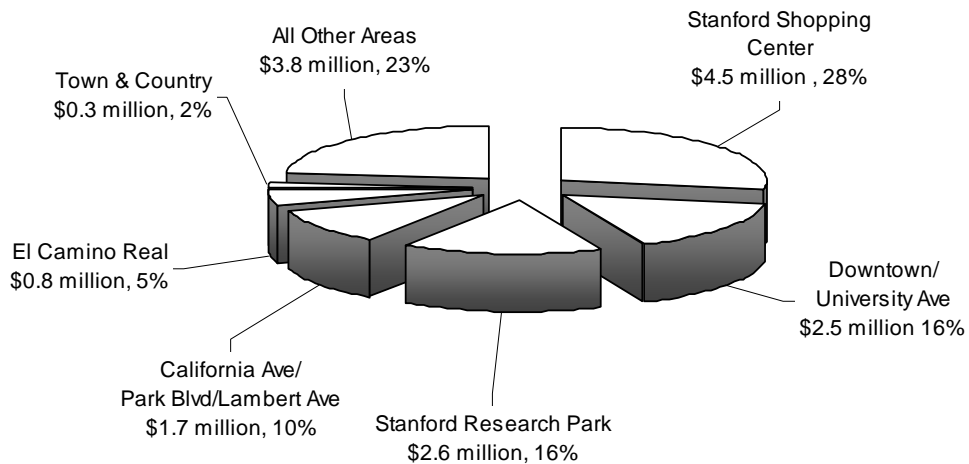 All Other Areas
$3.8 million, 23%
Stanford Shopping
Center
$4.5 million , 28%
Town & Country
$0.3 million, 2%
El Camino Real
$0.8 million, 5%
Downtown/
University Ave
$2.5 million 16%
California Ave/
Park Blvd/Lambert Ave
$1.7 million, 10%
Stanford Research Park
$2.6 million, 16%